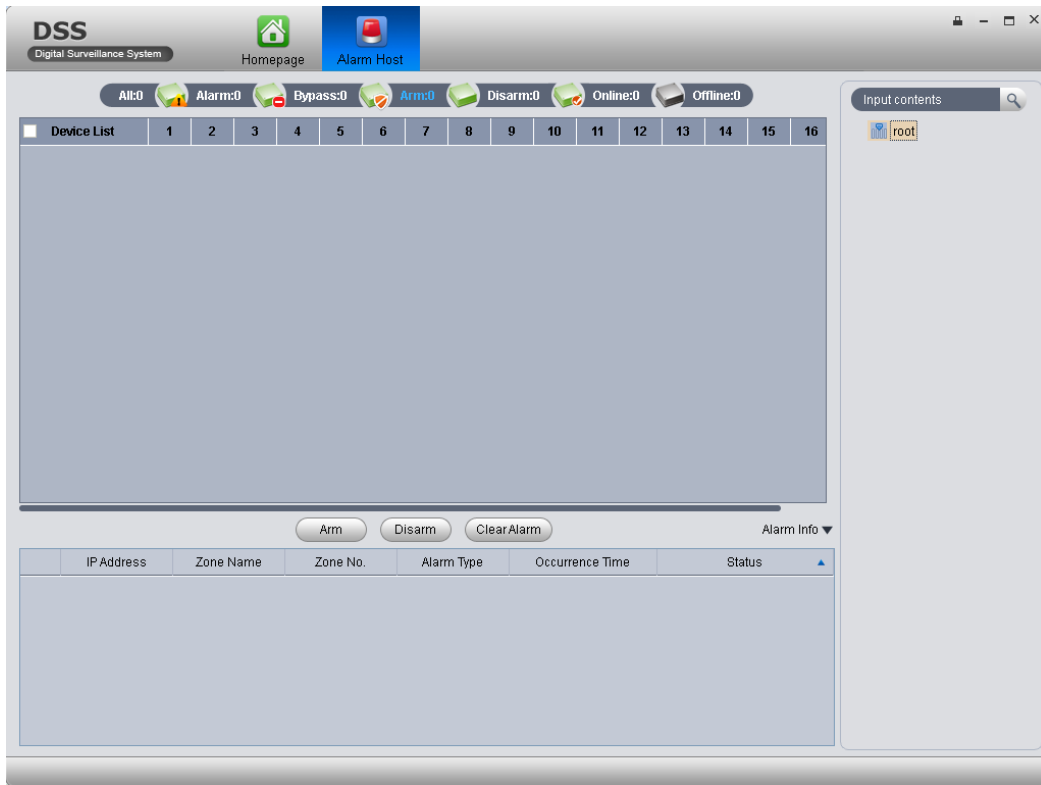 DSS
Digital Surveillance System
Homepage
Alarm Host
All:0 Alarm:0 Bypass:0 Arm:0 Disarm:0 Online:0 Offline:0
Input contents
root
Device List 1 2 3 4 5 6 7 8 9 10 11 12 13 14 15 16
Arm Disarm Clear Alarm Alarm Info
IP Address Zone Name Zone No. Alarm Type Occurrence Time Status